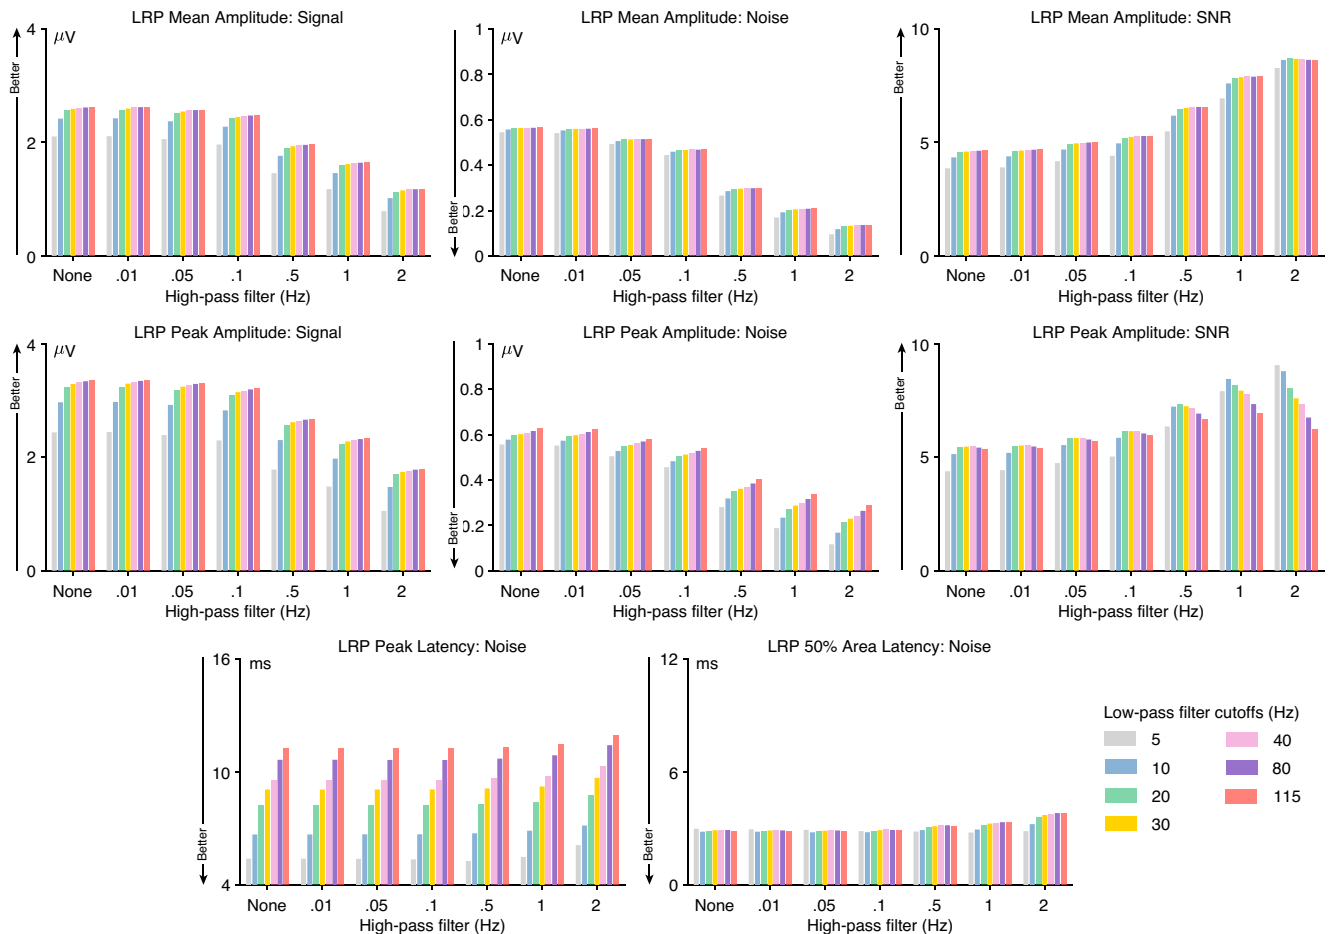 LRP Mean Amplitude: Signal
4
μV
2
0
Better
None .01 .05 .1 .5 1 2
High-pass filter (Hz)
LRP Mean Amplitude: Noise
1
μV
0.6
0.4
0.2
0
Better
None .01 .05 .1 .5 1 2
High-pass filter (Hz)
LRP Mean Amplitude: SNR
10
5
0
Better
None .01 .05 .1 .5 1 2
High-pass filter (Hz)
LRP Peak Amplitude: Signal
4
μV
2
0
Better
None .01 .05 .1 .5 1 2
High-pass filter (Hz)
LRP Peak Amplitude: Noise
1
μV
0.6
0.4
0.2
0
Better
None .01 .05 .1 .5 1 2
High-pass filter (Hz)
LRP Peak Amplitude: SNR
10
5
0
Better
None .01 .05 .1 .5 1 2
High-pass filter (Hz)
LRP Peak Latency: Noise
16
ms
10
4
Better
None .01 .05 .1 .5 1 2
High-pass filter (Hz)
LRP 50% Area Latency: Noise
12
ms
6
0
Better
None .01 .05 .1 .5 1 2
High-pass filter (Hz)
Low-pass filter cutoffs (Hz)
5 40
10 80
20 115
30